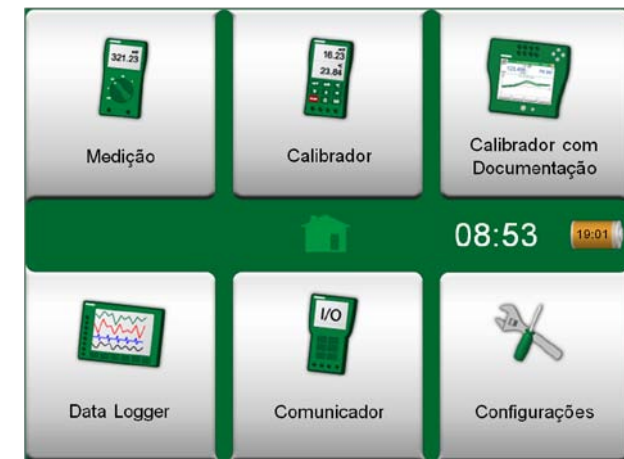 321.23
16.23
23.84
Medição
Calibrador
Calibrador com
Documentação
08:53
19:01
I/O
Data Logger
Comunicador
Configurações